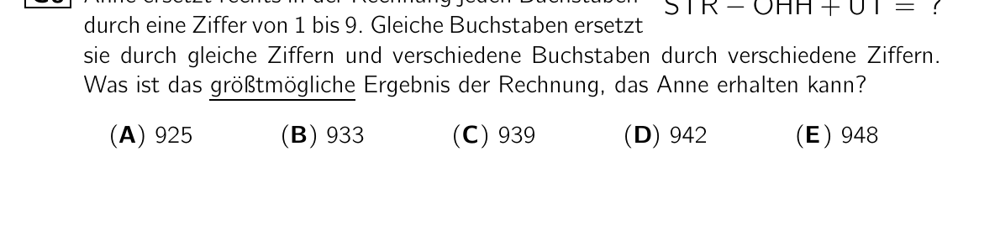 Anne ersetzt rechts in der Rechnung jeden Buchstaben STR − OHH + UT = ?
durch eine Ziffer von 1 bis 9. Gleiche Buchstaben ersetzt
sie durch gleiche Ziffern und verschiedene Buchstaben durch verschiedene Ziffern.
Was ist das größtmögliche Ergebnis der Rechnung, das Anne erhalten kann?
(A) 925 (B) 933 (C) 939 (D) 942 (E) 948